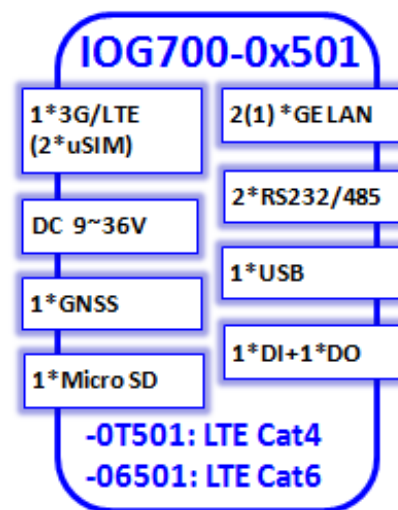 IOG700-0x501
1*3G/LTE
(2*uSIM)
DC 9~36V
1*GNSS
1*Micro SD
2(1) *GE LAN
2*RS232/485
1*USB
1*DI+1*DO
-0T501: LTE Cat4
-06501: LTE Cat6